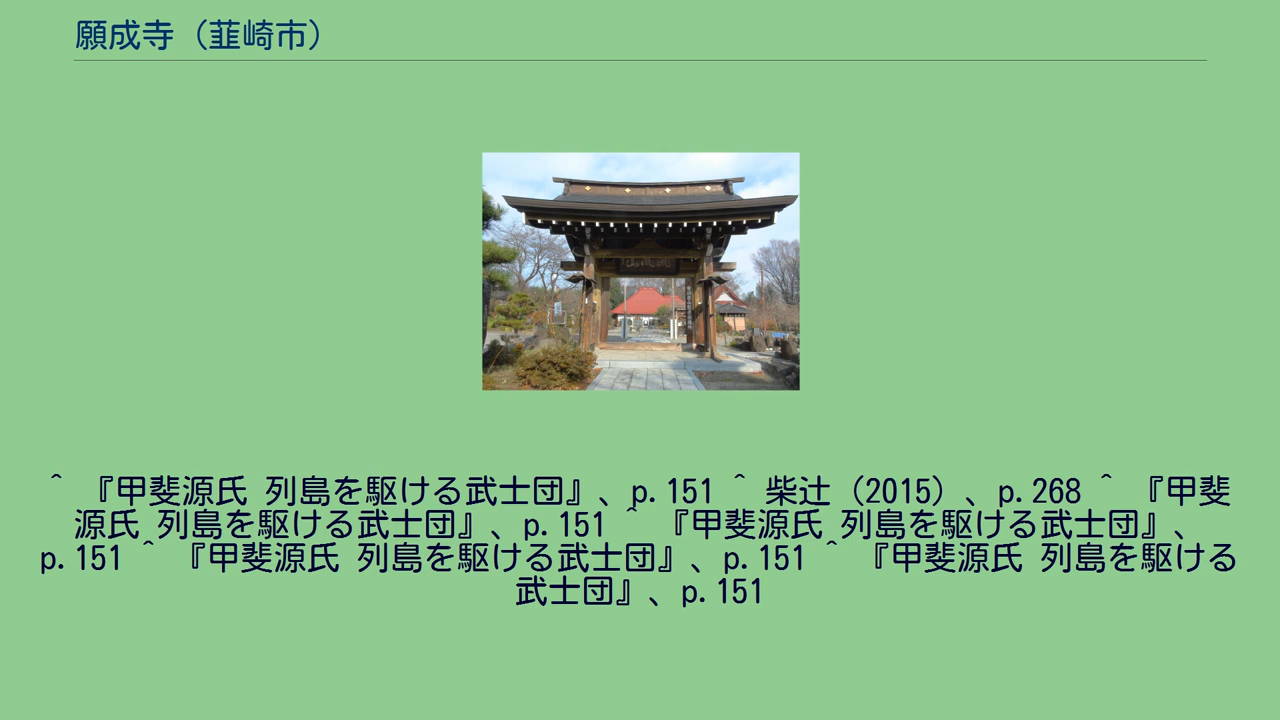 願成寺（韮崎市）
^ 『甲斐源氏 列島を駆ける武士団』、p.151 ^ 柴辻（2015）、p.268 ^ 『甲斐
源氏 列島を駆ける武士団』、p.151 ^ 『甲斐源氏 列島を駆ける武士団』、
p.151 ^ 『甲斐源氏 列島を駆ける武士団』、p.151 ^ 『甲斐源氏 列島を駆ける
武士団』、p.151